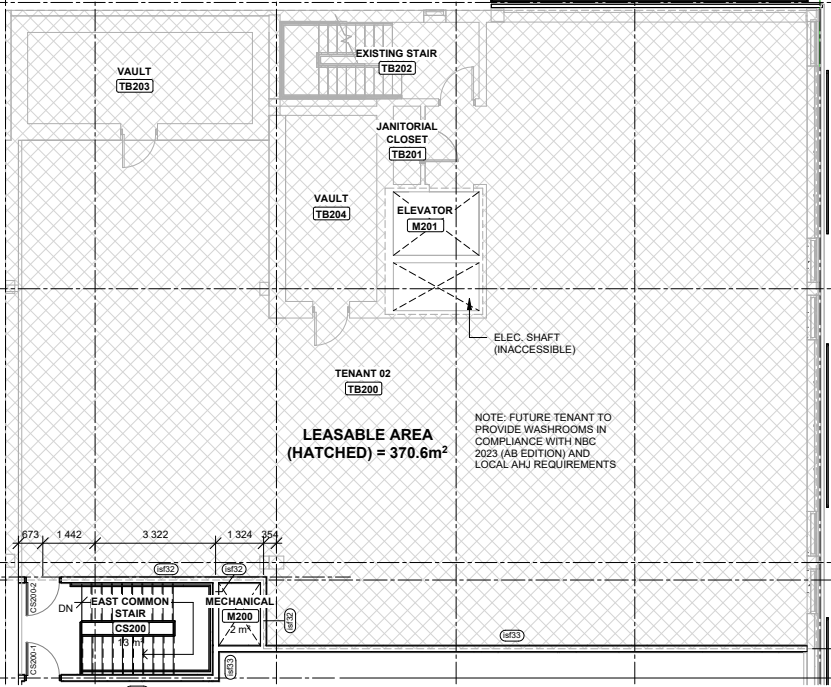 EXISTING STAIR
TB202
VAULT
TB203
JANITORIAL
CLOSET
TB201
VAULT
TB204
ELEVATOR
M201
ELEC. SHAFT
(INACCESSIBLE)
TENANT 02
TB200
LEASABLE AREA
(HATCHED) = 370.6m²
NOTE: FUTURE TENANT TO
PROVIDE WASHROOMS IN
COMPLIANCE WITH NBC
2023 (AB EDITION) AND
LOCAL AHJ REQUIREMENTS
673 1 442 3 322 1 324 354
isf32
isf32
CS200-2
DN
EAST COMMON
STAIR
CS200
13 m²
MECHANICAL
M200
2 m²
isf32
isf33
CS200-1
isf33